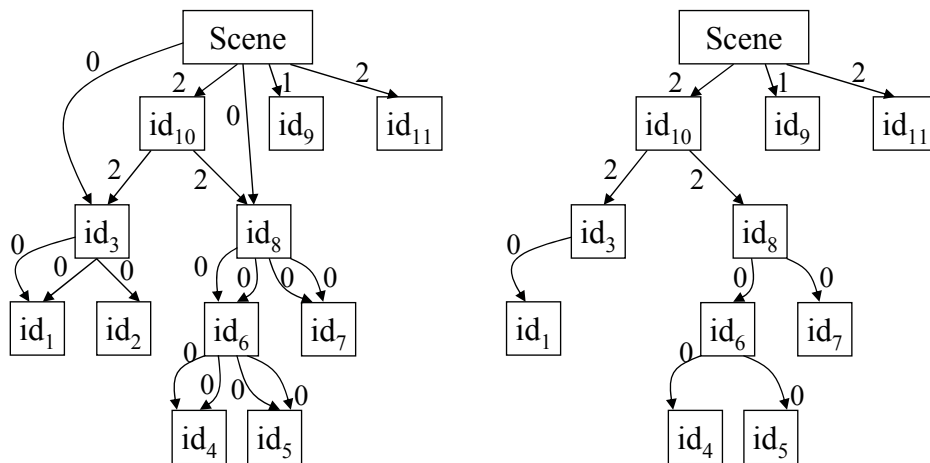 Scene Scene
0 2 0 1 2 2 1 2
id10 id9 id11 id10 id9 id11
2 2 2 2
id3 id8 id3 id8
0 0 0 0 0 0 0 0 0 0
id1 id2 id6 id7 id1 id6 id7
0 0 0 0 0 0
id4 id5 id4 id5